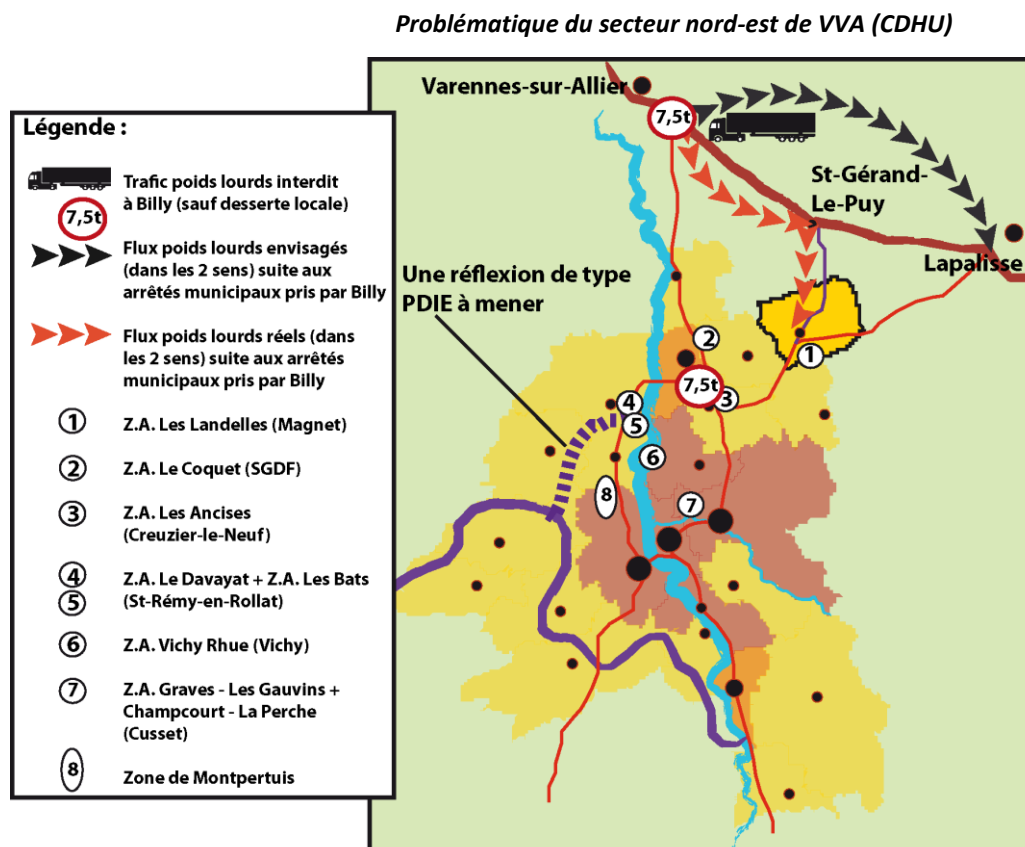 Problématique du secteur nord-est de VVA (CDHU)
Légende :
7,5t
Trafic poids lourds interdit
à Billy (sauf desserte locale)
Flux poids lourds envisagés
(dans les 2 sens) suite aux
arrêtés municipaux pris par Billy
Flux poids lourds réels (dans
les 2 sens) suite aux arrêtés
municipaux pris par Billy
1 Z.A. Les Landelles (Magnet)
2 Z.A. Le Coquet (SGDF)
3 Z.A. Les Ancises
(Creuzier-le-Neuf)
4 Z.A. Le Davayat + Z.A. Les Bats
5 (St-Rémy-en-Rollat)
6 Z.A. Vichy Rhue (Vichy)
7 Z.A. Graves - Les Gauvins +
Champcourt - La Perche
(Cusset)
8 Zone de Montpertuis
Varennes-sur-Allier
7,5t
St-Gérand-
Le-Puy
Lapalisse
Une réflexion de type
PDIE à mener
2
1
7,5t
4
3
5
6
8
7